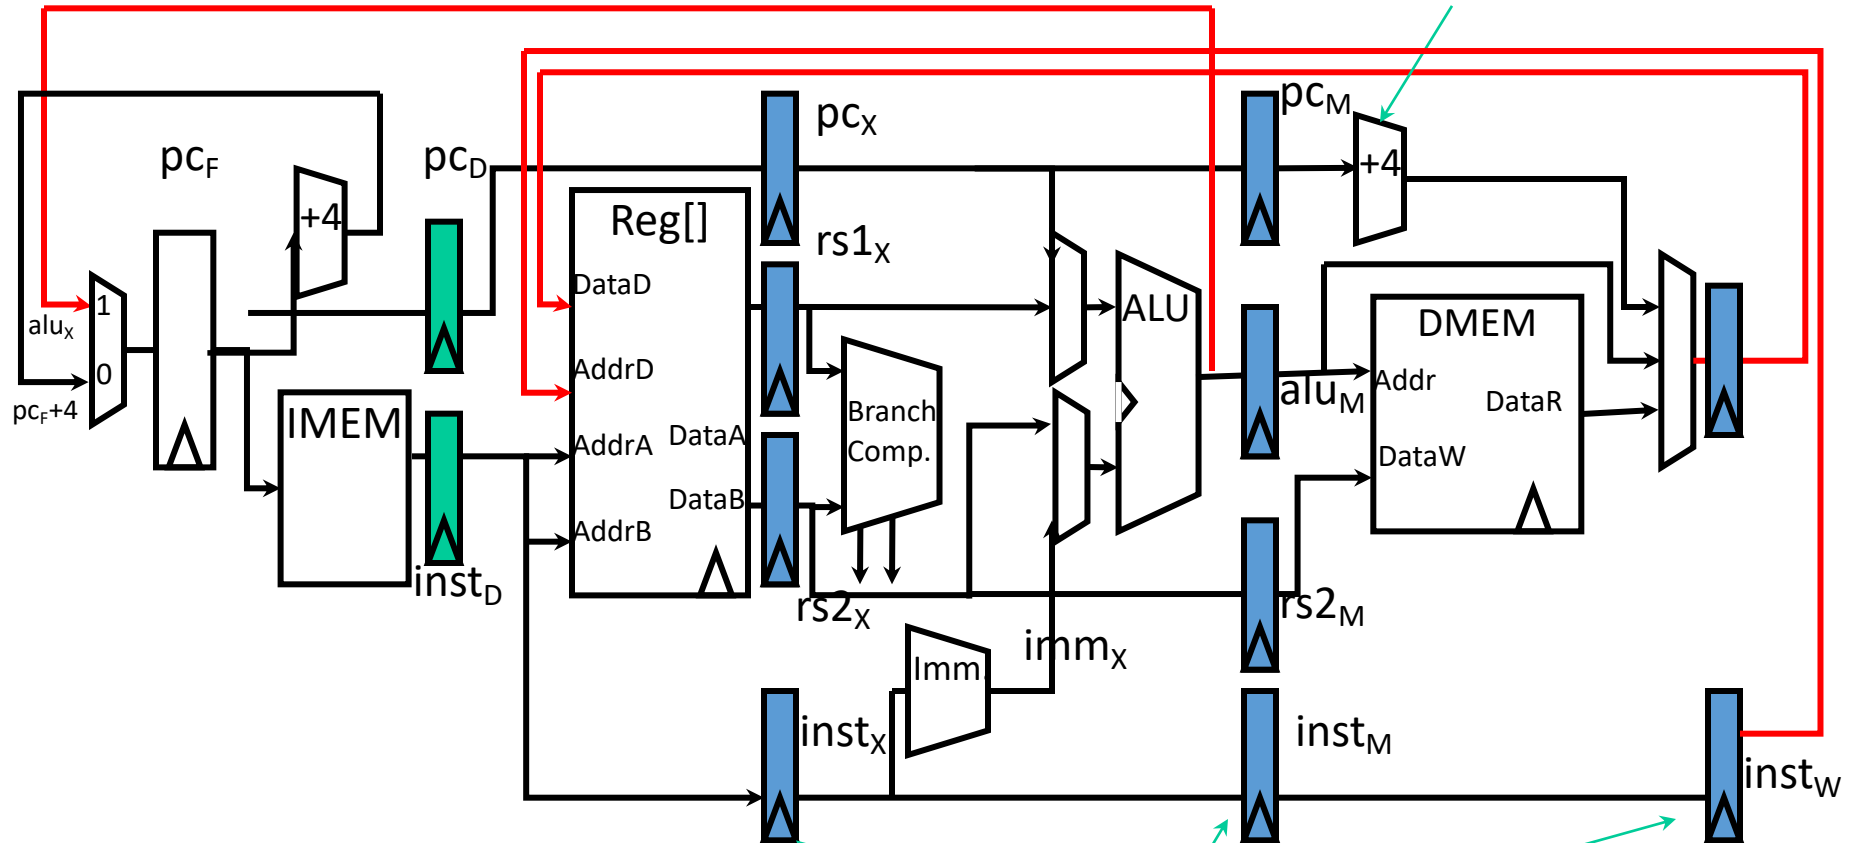 pcF
+4
pcD
1
aluX
0
pcF+4
IMEM
instD
Reg[]
DataD
AddrD
AddrA
DataA
DataB
AddrB
pcX
rs1X
Branch
Comp.
rs2X
Imm.
immX
instX
ALU
pcM
+4
aluM
DMEM
Addr
DataR
DataW
rs2M
instM
instW